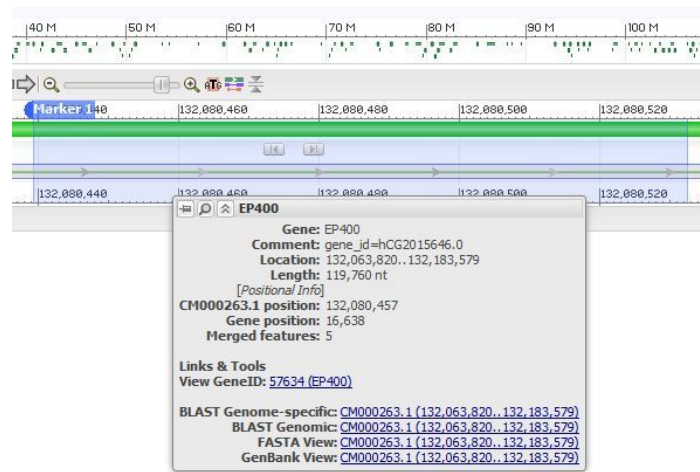 40 M 50 M 60 M 70 M 80 M 90 M 100 M
ATG
Marker 1 40 132,080,460 132,080,480 132,080,500 132,080,520
132,080,440 132,080,460 132,080,480 132,080,500 132,080,520
EP400
Gene: EP400
Comment: gene_id=hCG2015646.0
Location: 132,063,820..132,183,579
Length: 119,760 nt
[Positional Info]
CM000263.1 position: 132,080,457
Gene position: 16,638
Merged features: 5
Links & Tools
View GeneID: 57634 (EP400)
BLAST Genome-specific: CM000263.1 (132,063,820..132,183,579)
BLAST Genomic: CM000263.1 (132,063,820..132,183,579)
FASTA View: CM000263.1 (132,063,820..132,183,579)
GenBank View: CM000263.1 (132,063,820..132,183,579)